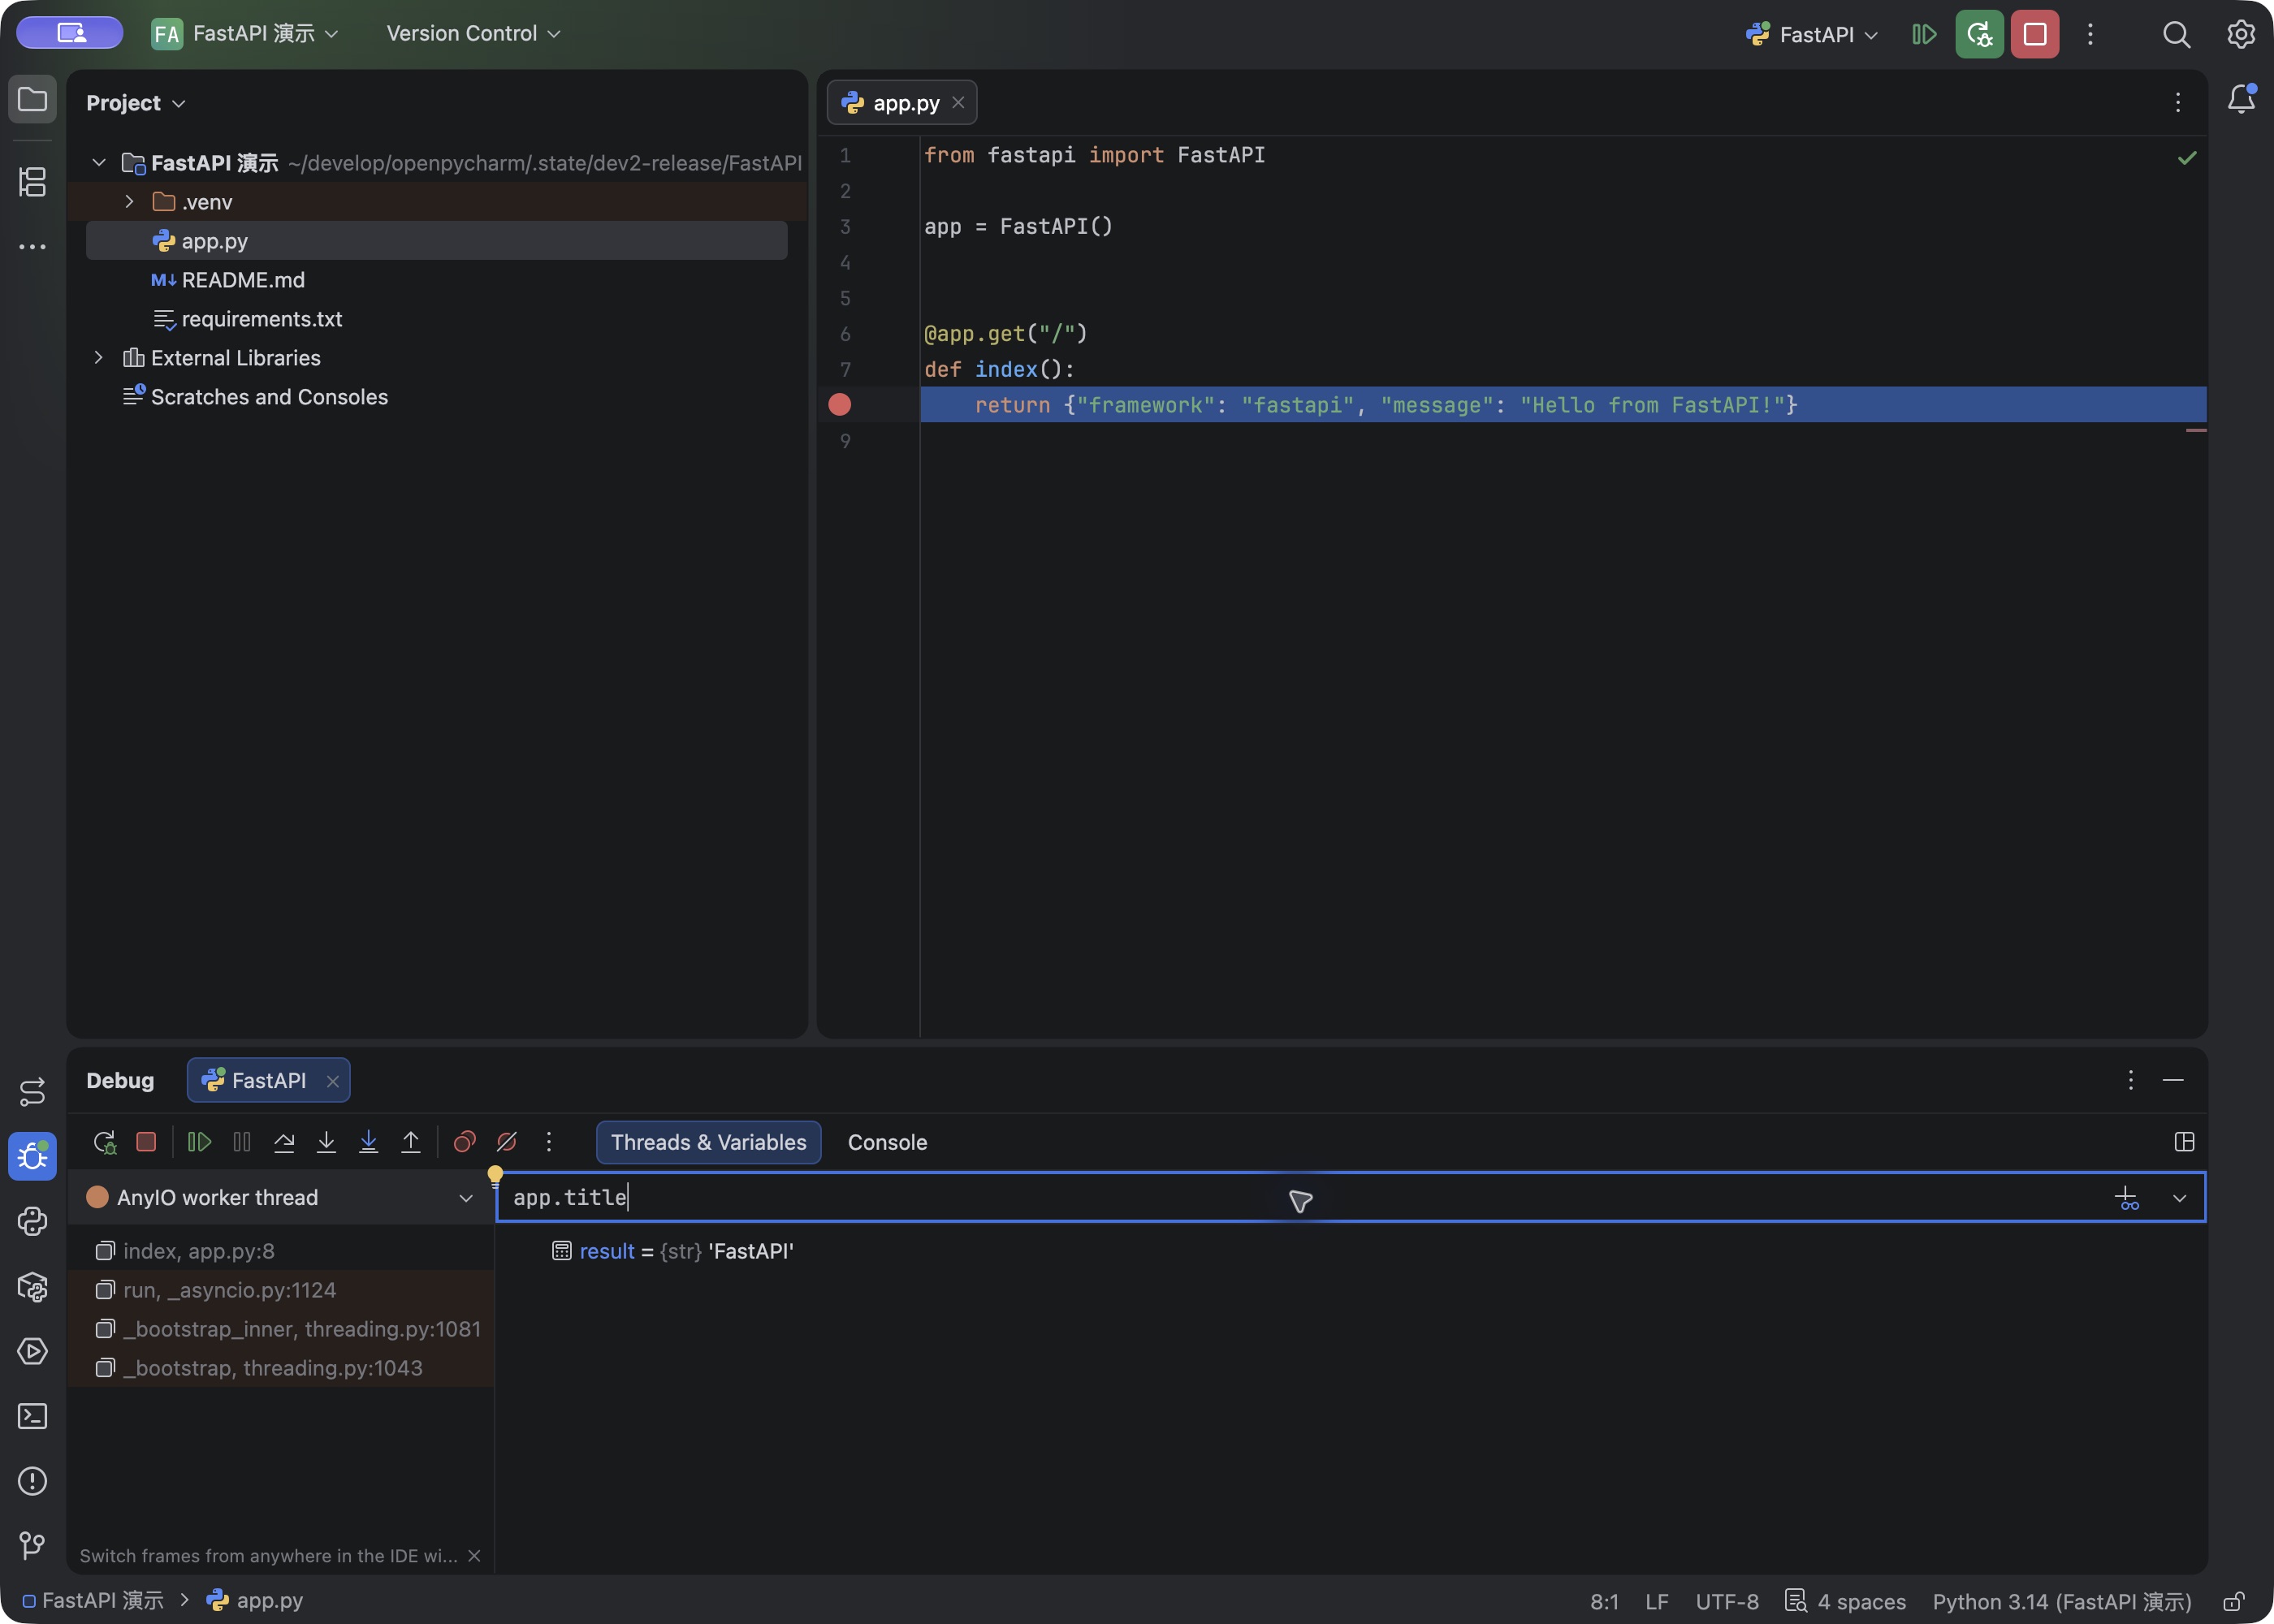 FA FastAPI 演示 Version Control FastAPI
Project
app.py
FastAPI 演示 ~/develop/openpycharm/.state/dev2-release/FastAPI
.venv
app.py
README.md
requirements.txt
External Libraries
Scratches and Consoles
1 from fastapi import FastAPI
2
3 app = FastAPI()
4
5
6 @app.get("/")
7 def index():
return {"framework": "fastapi", "message": "Hello from FastAPI!"}
9
Debug FastAPI
Threads & Variables Console
AnyIO worker thread
app.title
index, app.py:8
run, _asyncio.py:1124
_bootstrap_inner, threading.py:1081
_bootstrap, threading.py:1043
result = {str} 'FastAPI'
Switch frames from anywhere in the IDE wi...
FastAPI 演示 app.py 8:1 LF UTF-8 4 spaces Python 3.14 (FastAPI 演示)